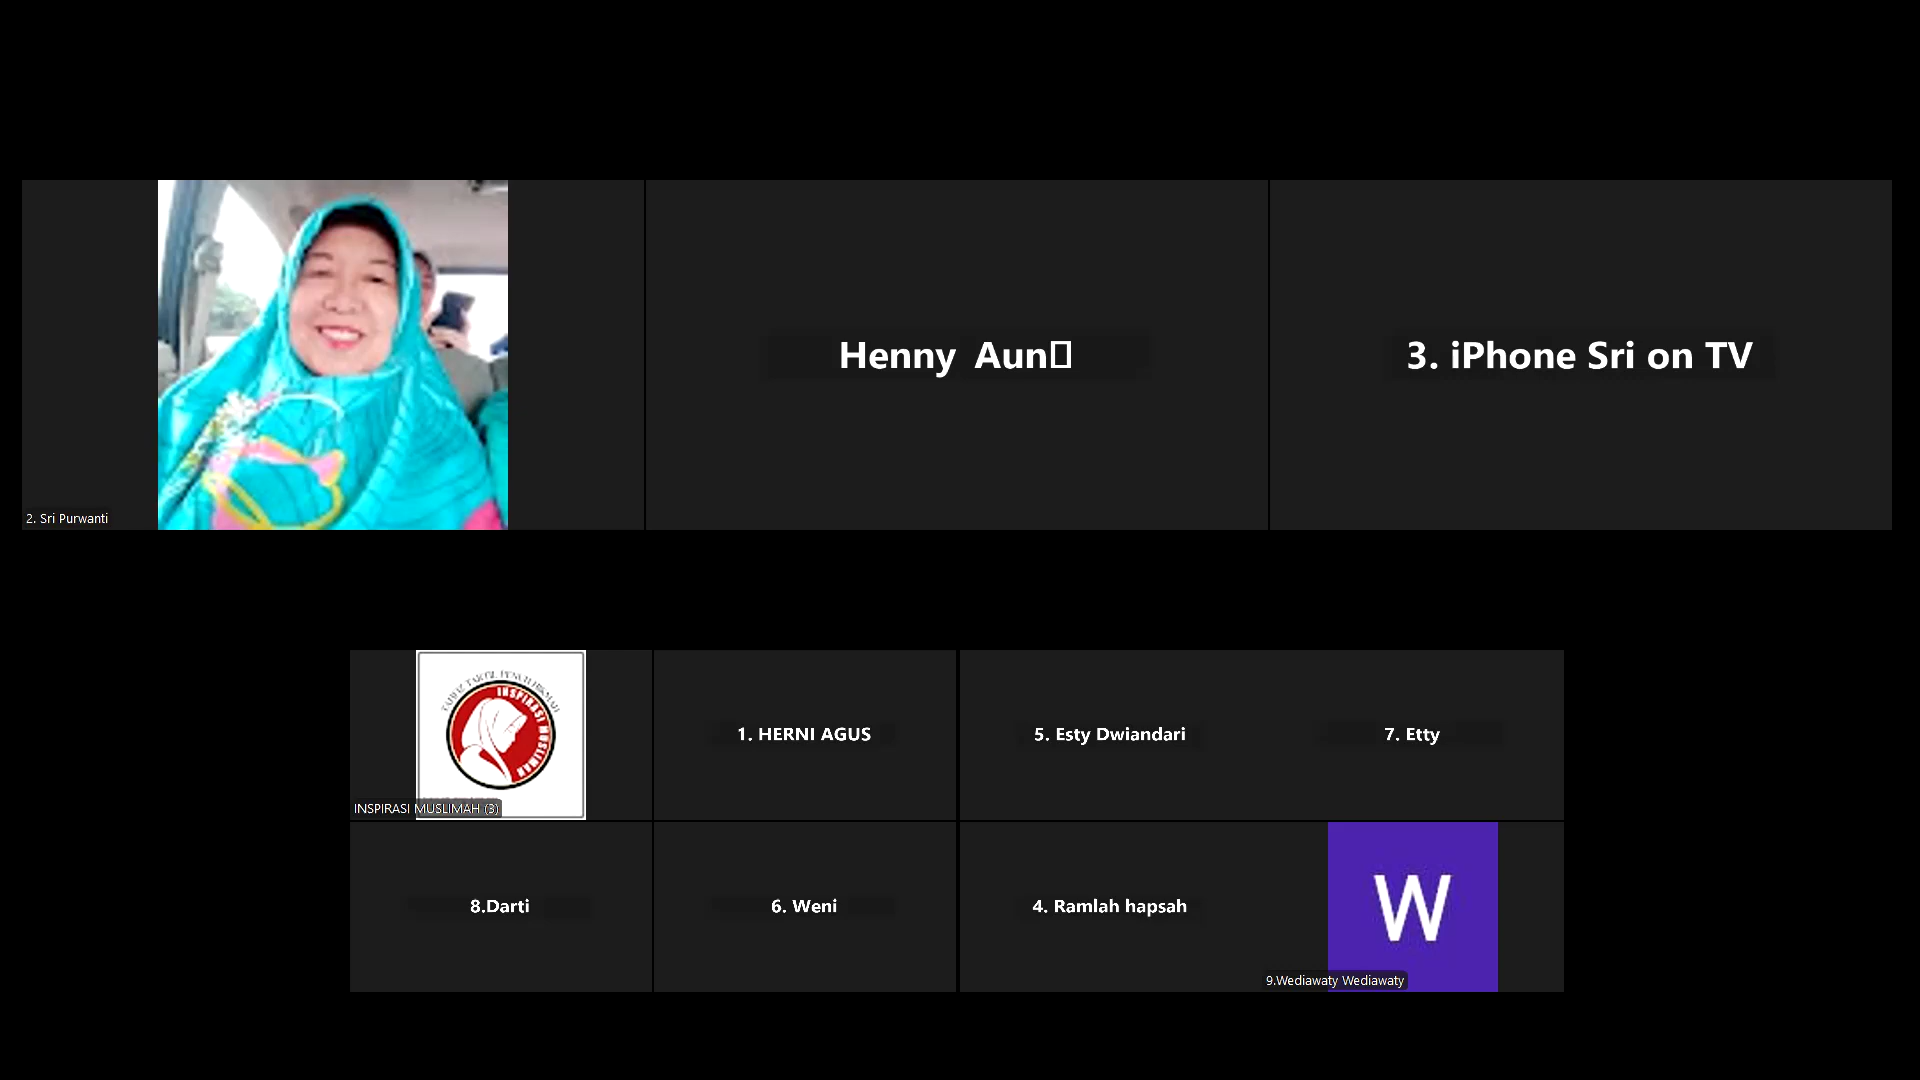 2. Sri Purwanti
Henny Aun
3. iPhone Sri on TV
INSPIRASI MUSLIMAH
INSPIRASI MUSLIMAH (3)
1. HERNI AGUS
5. Esty Dwiandari
7. Etty
8.Darti
6. Weni
4. Ramlah hapsah
W
9.Wediawaty Wediawaty